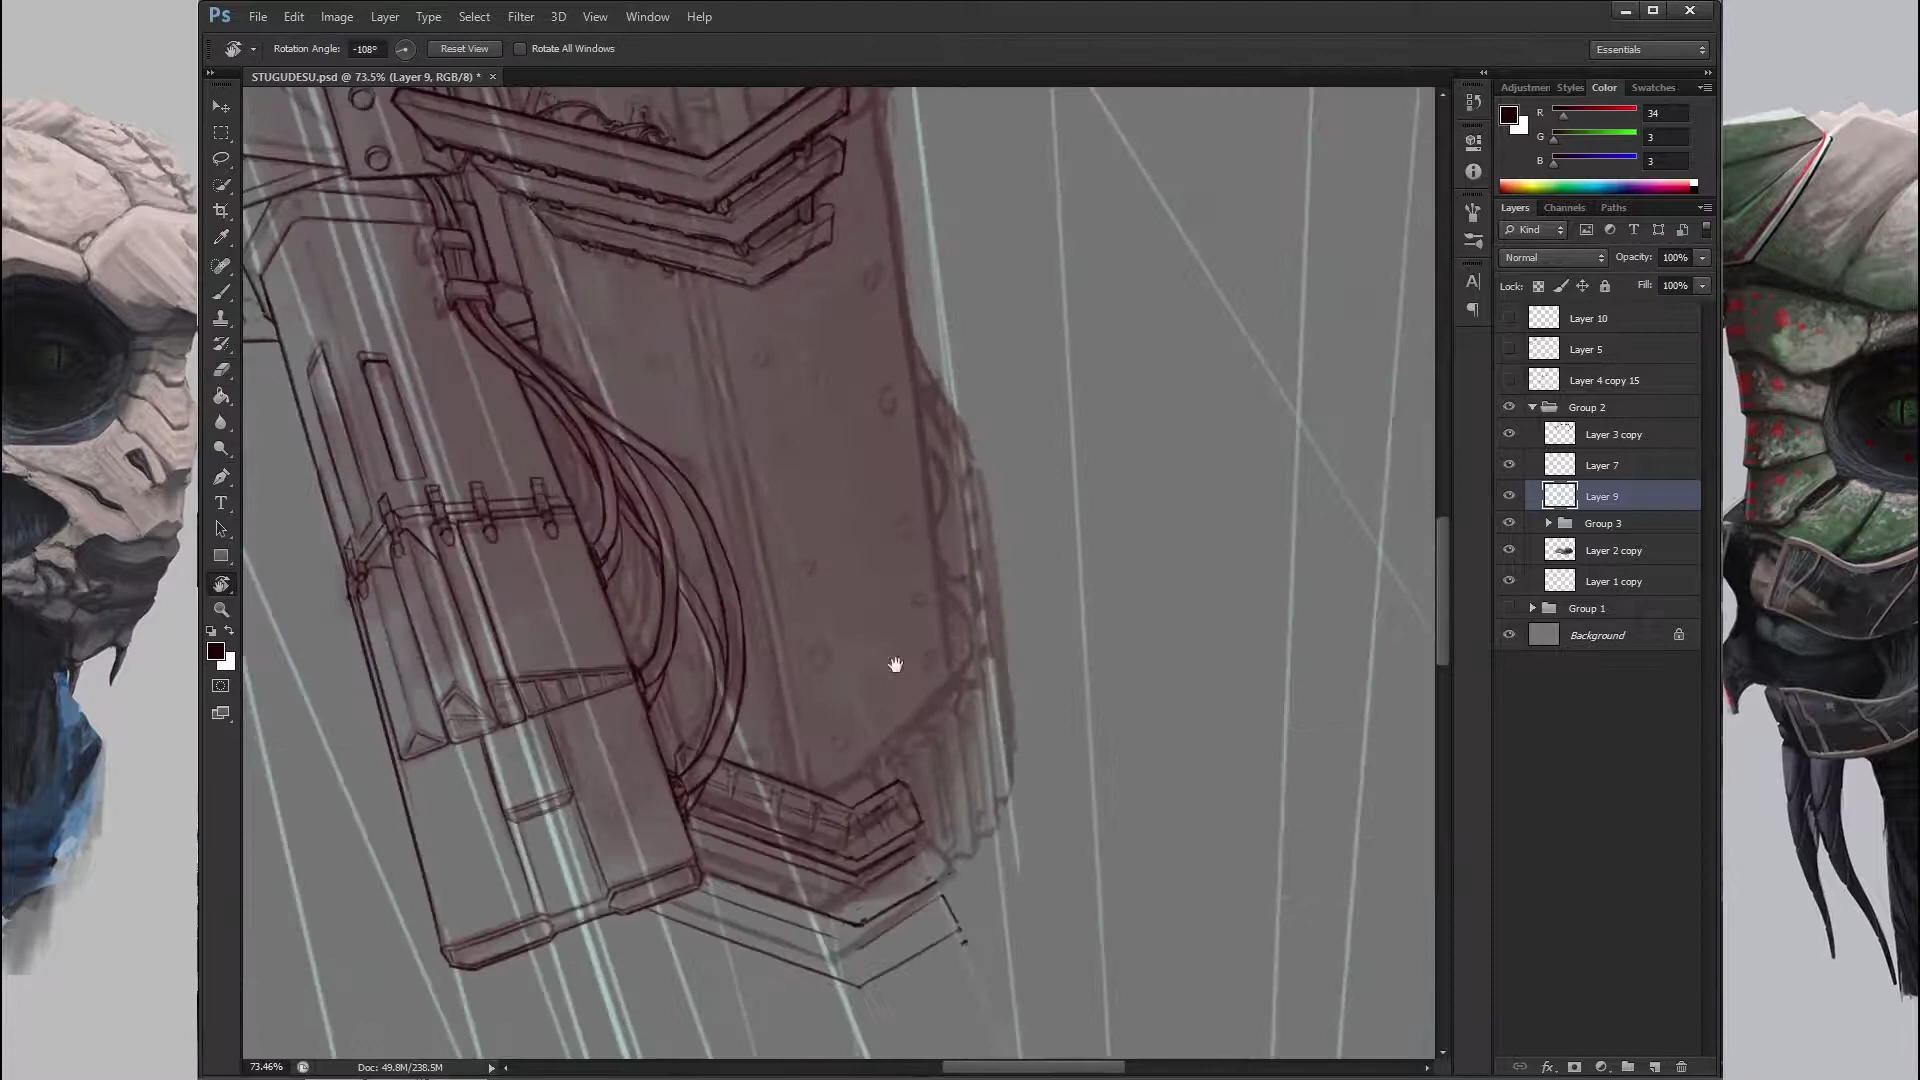 Ps File Edit Image Layer Type Select Filter 3D View Window Help
Rotation Angle: -108° Reset View Rotate All Windows Essentials
STUGUDESU.psd @ 73.5% (Layer 9, RGB/8) * ×
Adjustmen Styles Color Swatches
R 34
G 3
B 3
Layers Channels Paths
Kind T
Normal Opacity: 100%
Lock: Fill: 100%
Layer 10
Layer 5
Layer 4 copy 15
Group 2
Layer 3 copy
Layer 7
Layer 9
Group 3
Layer 2 copy
Layer 1 copy
Group 1
Background
T
A
fx
73.46% Doc: 49.8M/238.5M